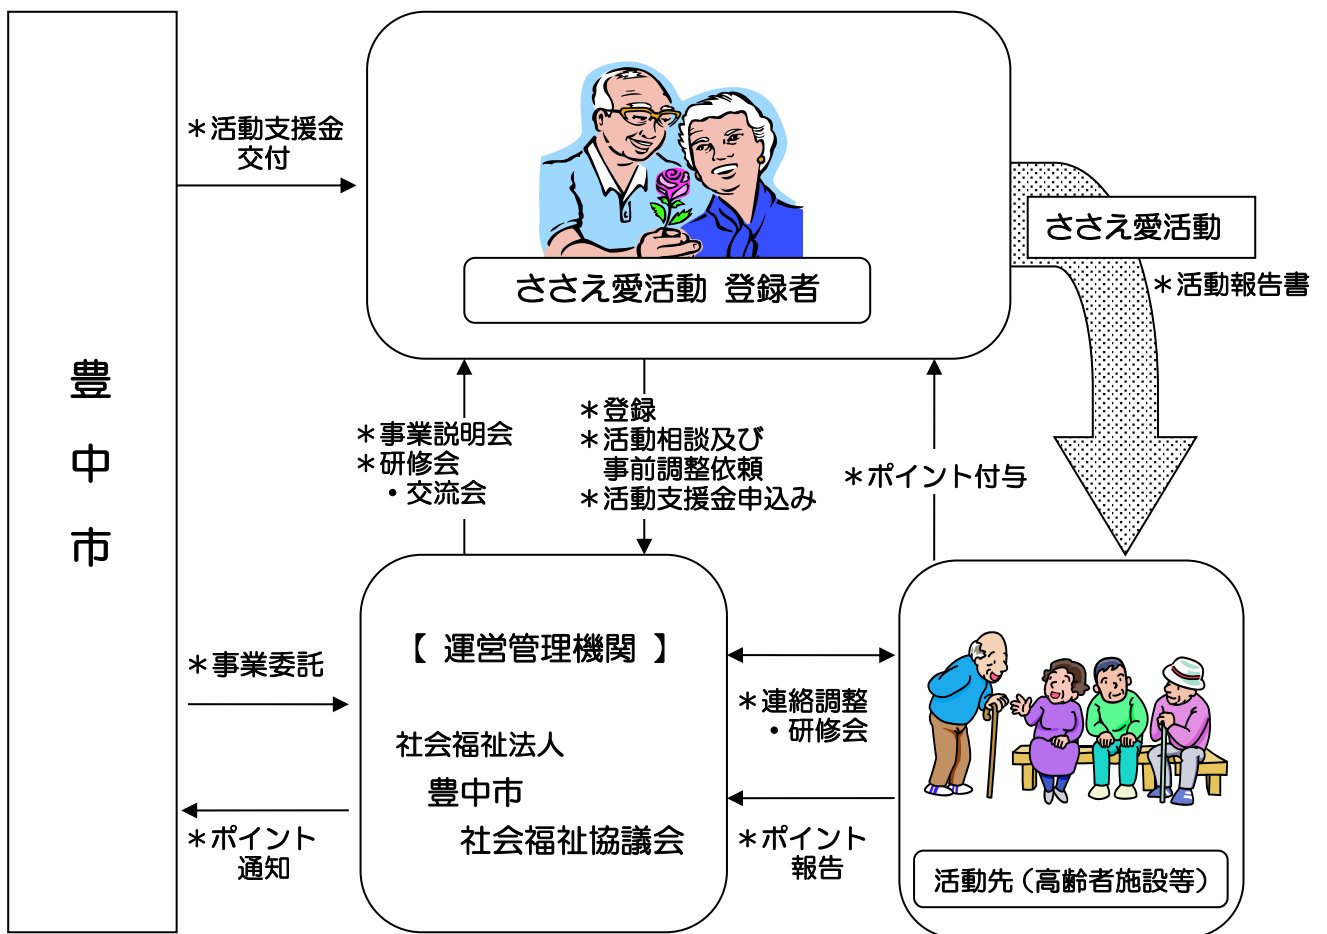 ＊活動支援金
交付
ささえ愛活動 登録者
ささえ愛活動
＊活動報告書
豊
中
市
＊事業説明会
＊研修会
・交流会
＊登録
＊活動相談及び
事前調整依頼
＊活動支援金申込み
＊ポイント付与
＊事業委託
【 運営管理機関 】
社会福祉法人
豊中市
社会福祉協議会
＊連絡調整
・研修会
＊ポイント
通知
＊ポイント
報告
活動先（高齢者施設等）